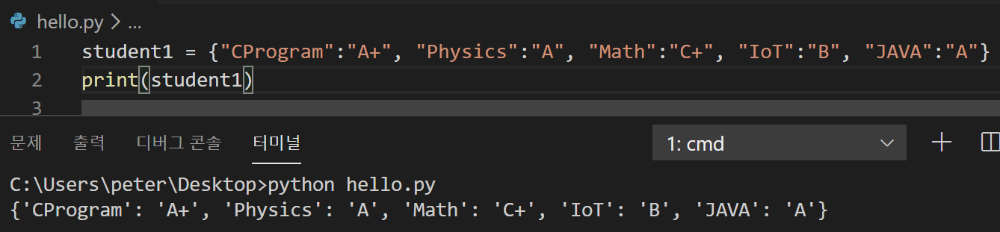 hello.py > ...
1 student1 = {"CProgram":"A+", "Physics":"A", "Math":"C+", "IoT":"B", "JAVA":"A"}
2 print(student1)
3
문제 출력 디버그 콘솔 터미널 1: cmd
C:\Users\peter\Desktop>python hello.py
{'CProgram': 'A+', 'Physics': 'A', 'Math': 'C+', 'IoT': 'B', 'JAVA': 'A'}